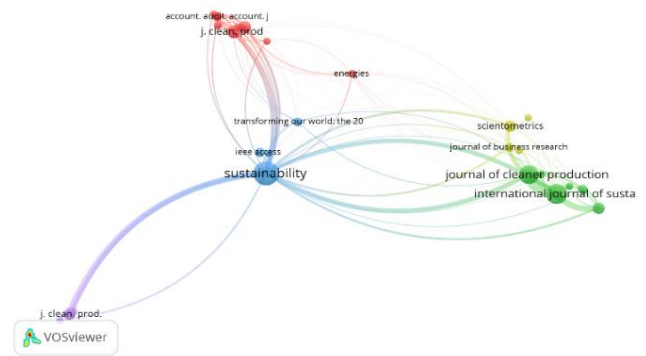 account. audit. account. j
j. clean. prod
energies
transforming our world: the 20
scientometrics
journal of business research
ieee access
sustainability
journal of cleaner production
international journal of susta
j. clean. prod.
VOSviewer